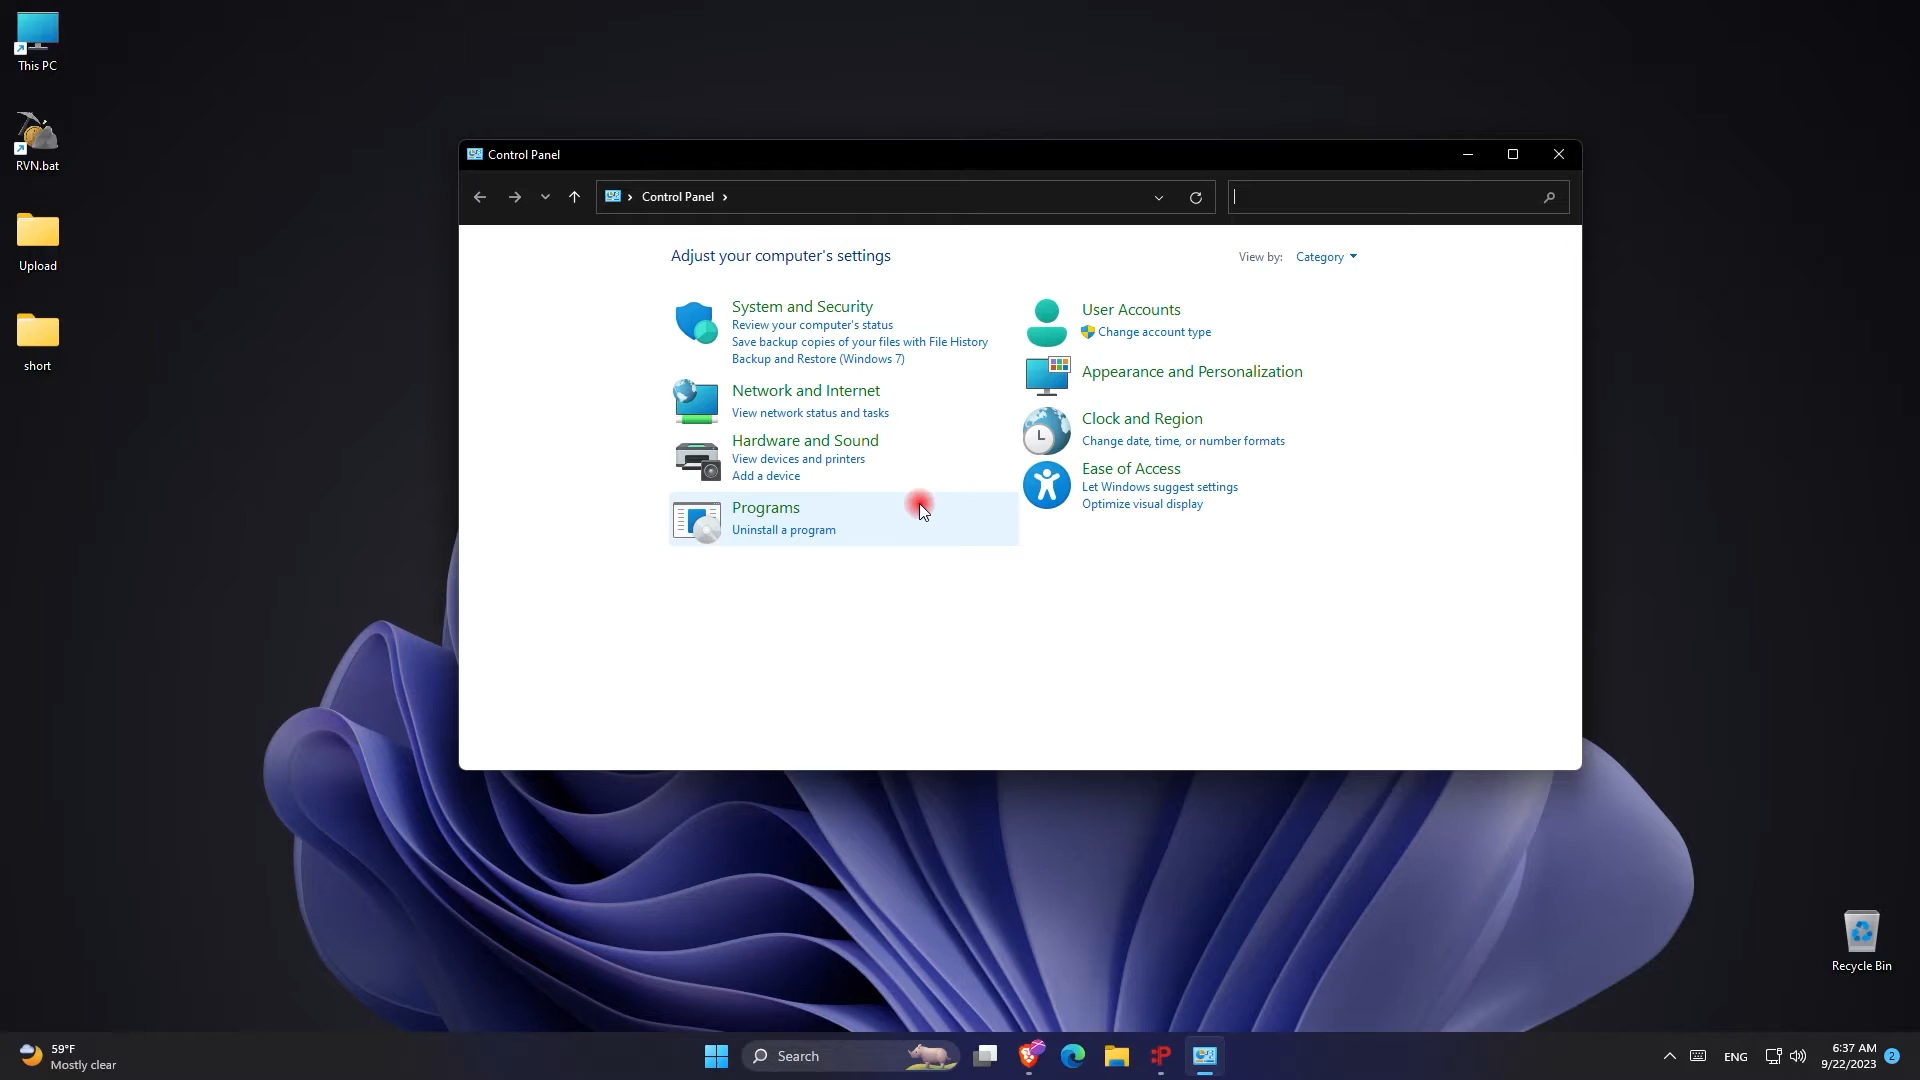 This PC
RVN.bat
Upload
short
Control Panel
Control Panel
Adjust your computer's settings
View by: Category
System and Security
Review your computer's status
Save backup copies of your files with File History
Backup and Restore (Windows 7)
Network and Internet
View network status and tasks
Hardware and Sound
View devices and printers
Add a device
Programs
Uninstall a program
User Accounts
Change account type
Appearance and Personalization
Clock and Region
Change date, time, or number formats
Ease of Access
Let Windows suggest settings
Optimize visual display
Recycle Bin
59°F
Mostly clear
Search
ENG
6:37 AM
9/22/2023
2